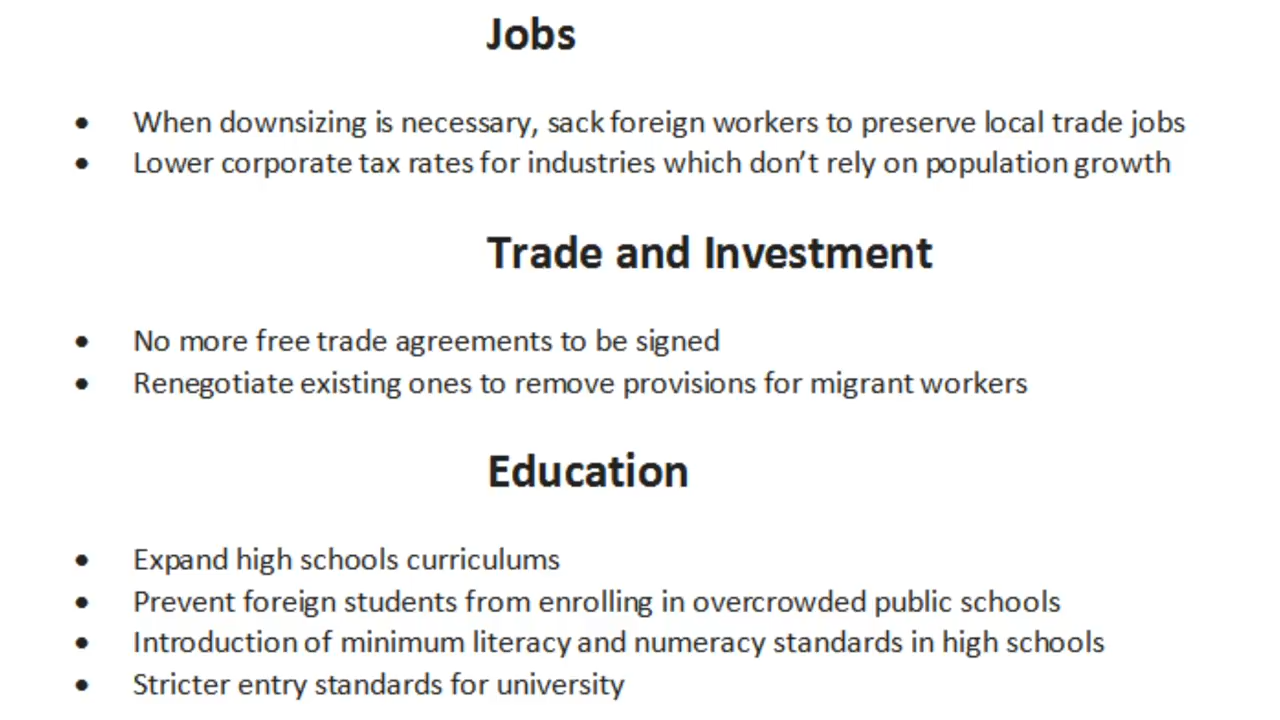 Jobs
• When downsizing is necessary, sack foreign workers to preserve local trade jobs
• Lower corporate tax rates for industries which don’t rely on population growth
Trade and Investment
• No more free trade agreements to be signed
• Renegotiate existing ones to remove provisions for migrant workers
Education
• Expand high schools curriculums
• Prevent foreign students from enrolling in overcrowded public schools
• Introduction of minimum literacy and numeracy standards in high schools
• Stricter entry standards for university